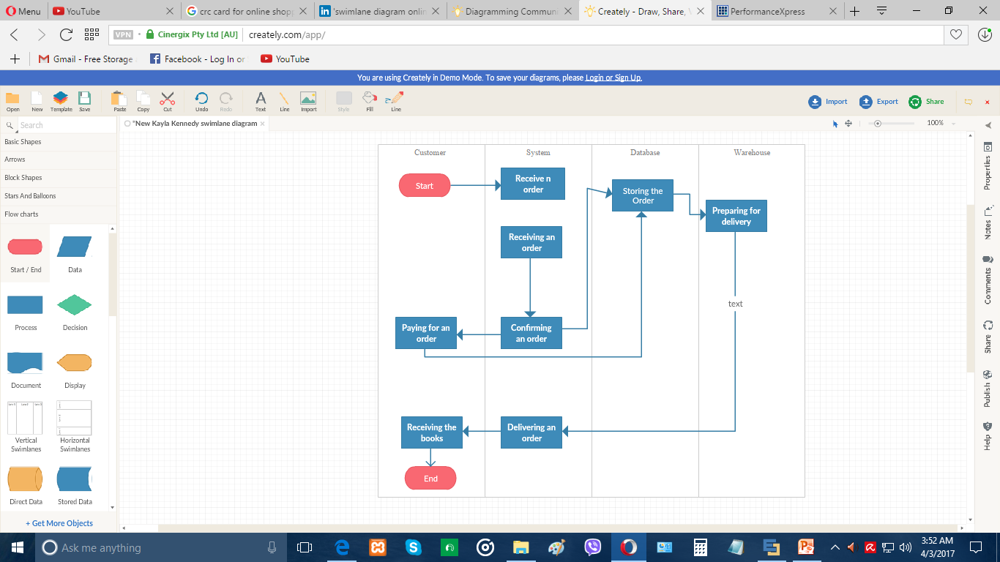 Menu
YouTube
crc card for online shopp
'swimlane diagram onlin
Diagramming Commun
Creately - Draw, Share,
PerformanceXpress
VPN
Cinergix Pty Ltd [AU]
creately.com/app/
Gmail - Free Storage
Facebook - Log In or
YouTube
You are using Creately in Demo Mode. To save your diagrams, please Login or Sign Up.
Open
New
Template
Save
Paste
Copy
Cut
Undo
Redo
Text
Line
Import
Style
Fill
Line
Import
Export
Share
Search
*New Kayla Kennedy swimlane diagram
100%
Basic Shapes
Arrows
Block Shapes
Stars And Balloons
Flow charts
Start / End
Data
Process
Decision
Document
Display
Vertical
Swimlanes
Horizontal
Swimlanes
Direct Data
Stored Data
+ Get More Objects
Customer
System
Database
Warehouse
Start
Receive n
order
Storing the
Order
Preparing for
delivery
Receiving an
order
text
Paying for an
order
Confirming
an order
Receiving the
books
Delivering an
order
End
Properties
Notes
Comments
Share
Publish
Help
Ask me anything
3:52 AM
4/3/2017